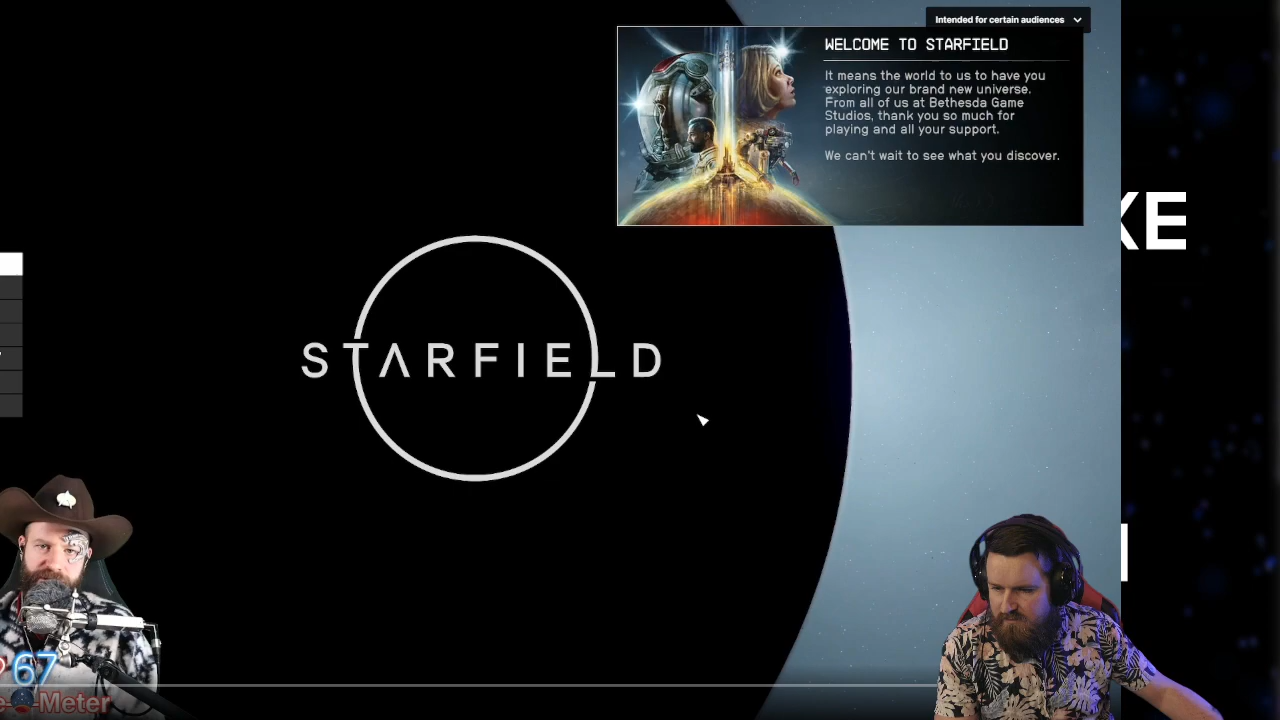 Intended for certain audiences
WELCOME TO STARFIELD
It means the world to us to have you
exploring our brand new universe.
From all of us at Bethesda Game
Studios, thank you so much for
playing and all your support.
We can't wait to see what you discover.
STARFIELD
67
-Meter